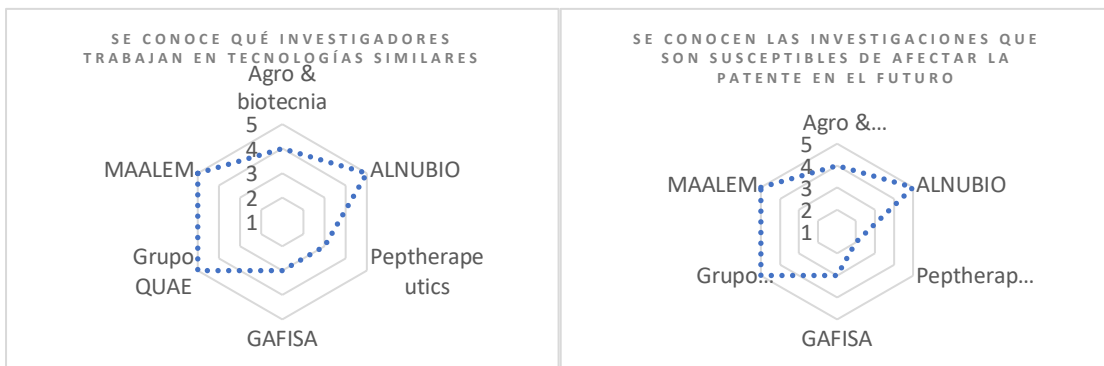 SE CONOCE QUÉ INVESTIGADORES
TRABAJAN EN TECNOLOGÍAS SIMILARES
Agro &
biotecnia
5
4
3
2
1
MAALEM
ALNUBIO
Grupo
QUAE
Peptherape
utics
GAFISA
SE CONOCEN LAS INVESTIGACIONES QUE
SON SUSCEPTIBLES DE AFECTAR LA
PATENTE EN EL FUTURO
Agro &...
5
4
3
2
1
MAALEM
ALNUBIO
Grupo...
Peptherap...
GAFISA